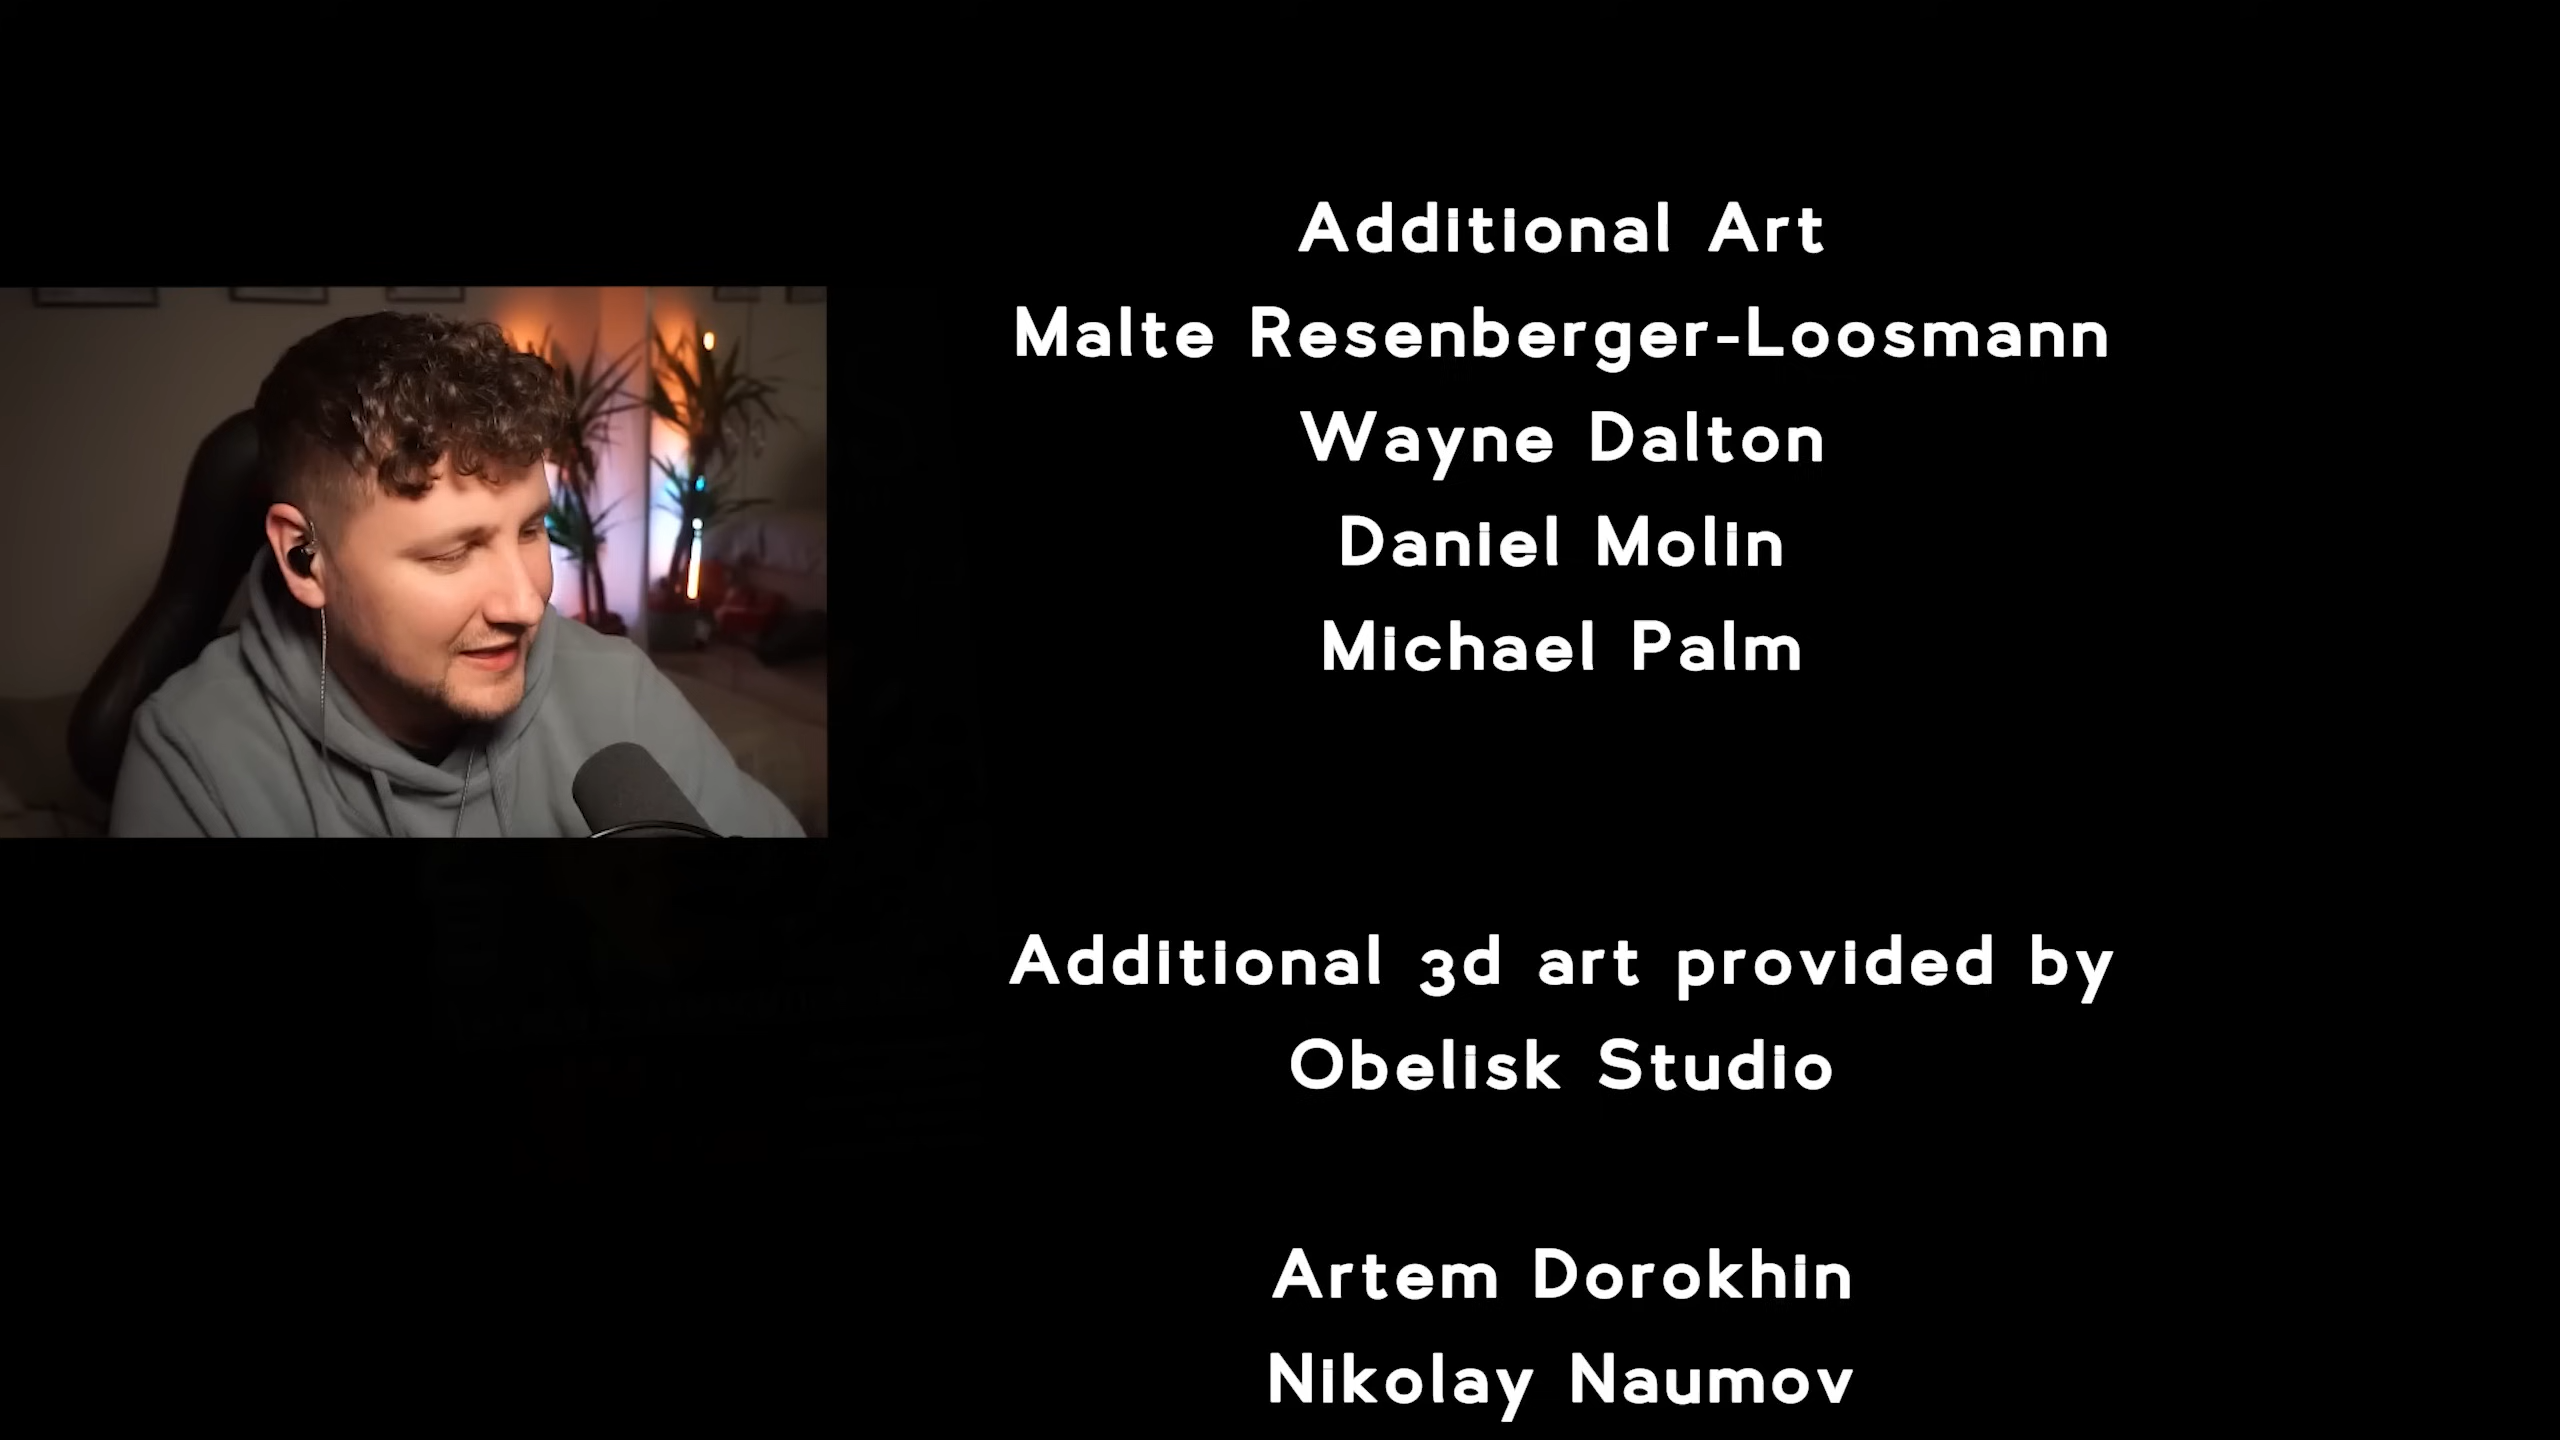 Additional Art
Malte Resenberger-Loosmann
Wayne Dalton
Daniel Molin
Michael Palm
Additional 3d art provided by
Obelisk Studio
Artem Dorokhin
Nikolay Naumov